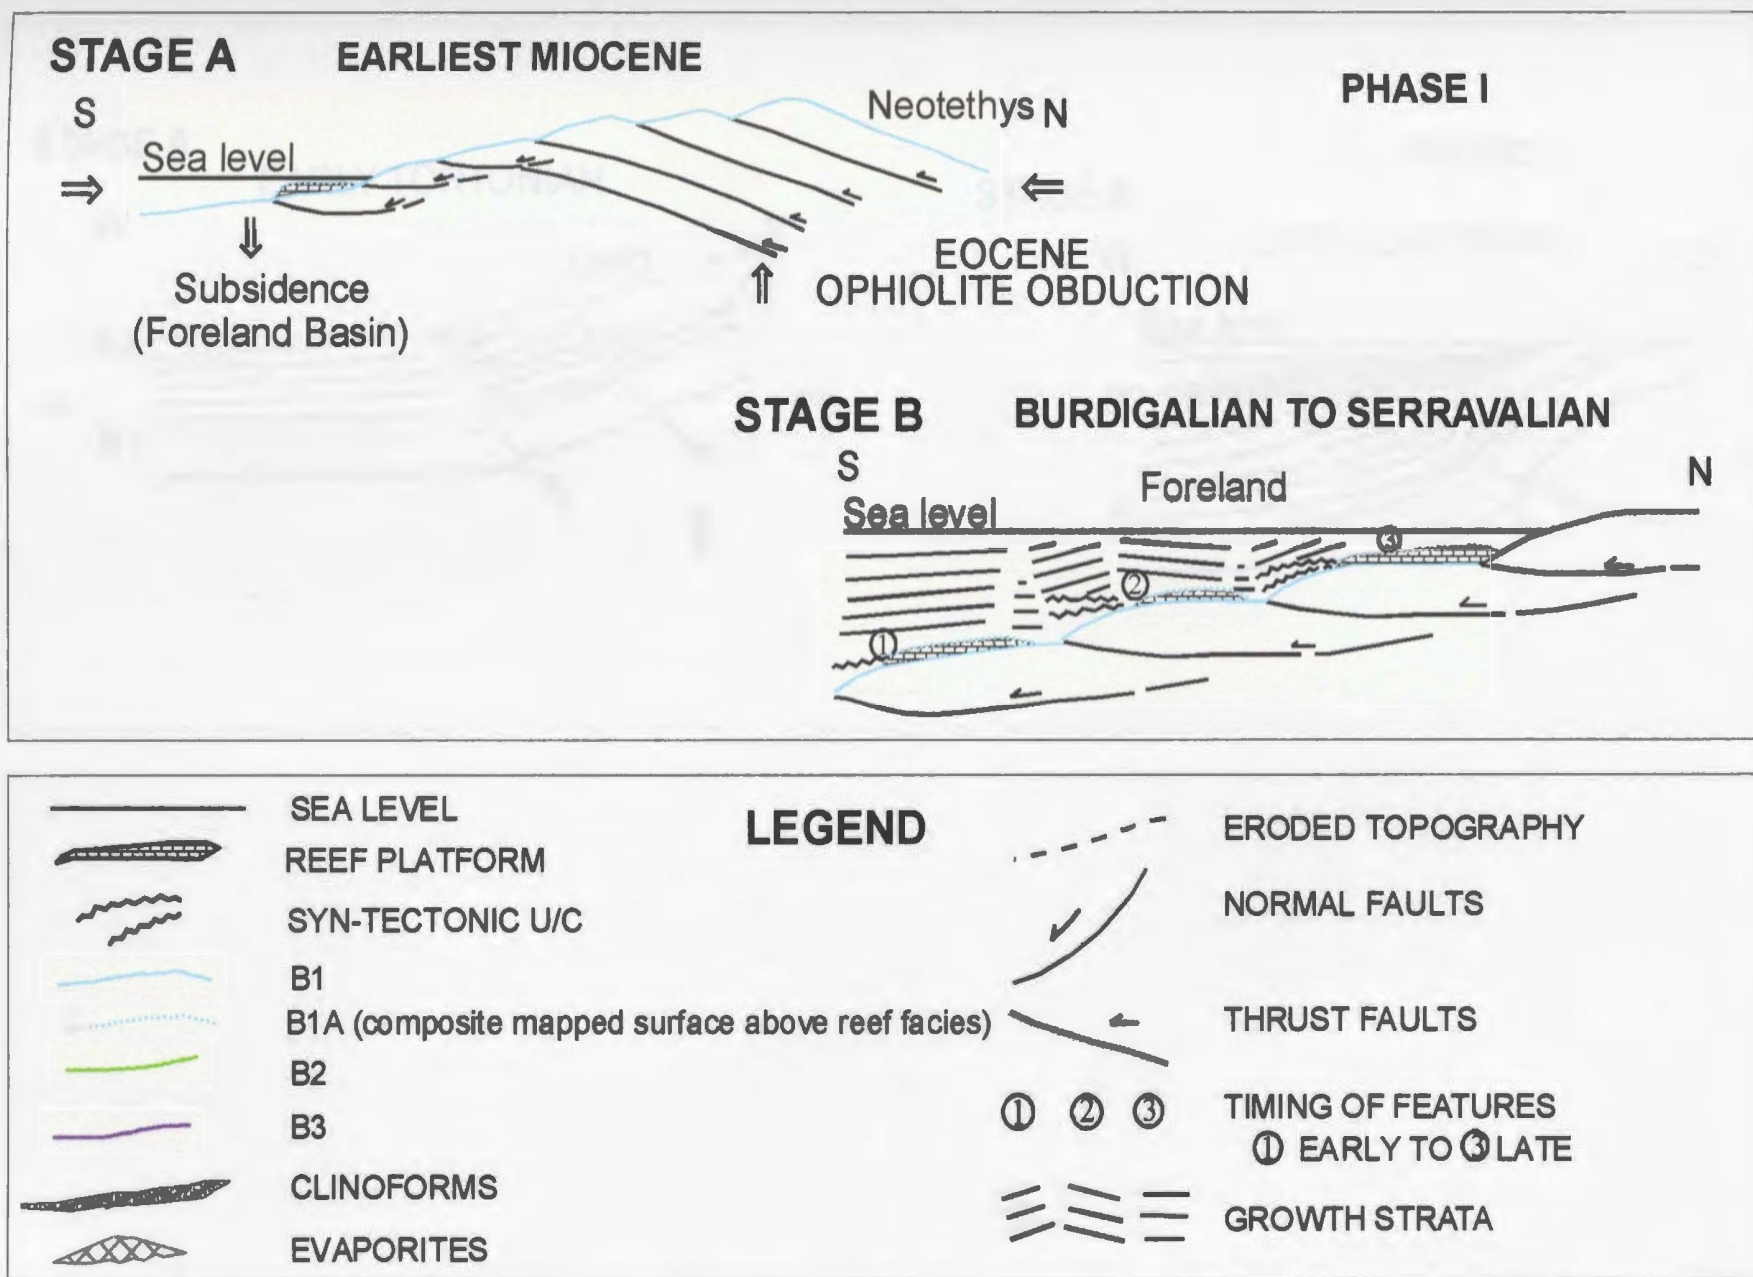 STAGE A EARLIEST MIOCENE
PHASE I
S
Neotethys N
Sea level
Subsidence
(Foreland Basin)
EOCENE
OPHIOLITE OBDUCTION
STAGE B BURDIGALIAN TO SERRAVALIAN
S
Foreland
N
Sea level
3
2
1
LEGEND
SEA LEVEL
REEF PLATFORM
SYN-TECTONIC U/C
B1
B1A (composite mapped surface above reef facies)
B2
B3
CLINOFORMS
EVAPORITES
ERODED TOPOGRAPHY
NORMAL FAULTS
THRUST FAULTS
1 2 3 TIMING OF FEATURES
1 EARLY TO 3 LATE
GROWTH STRATA